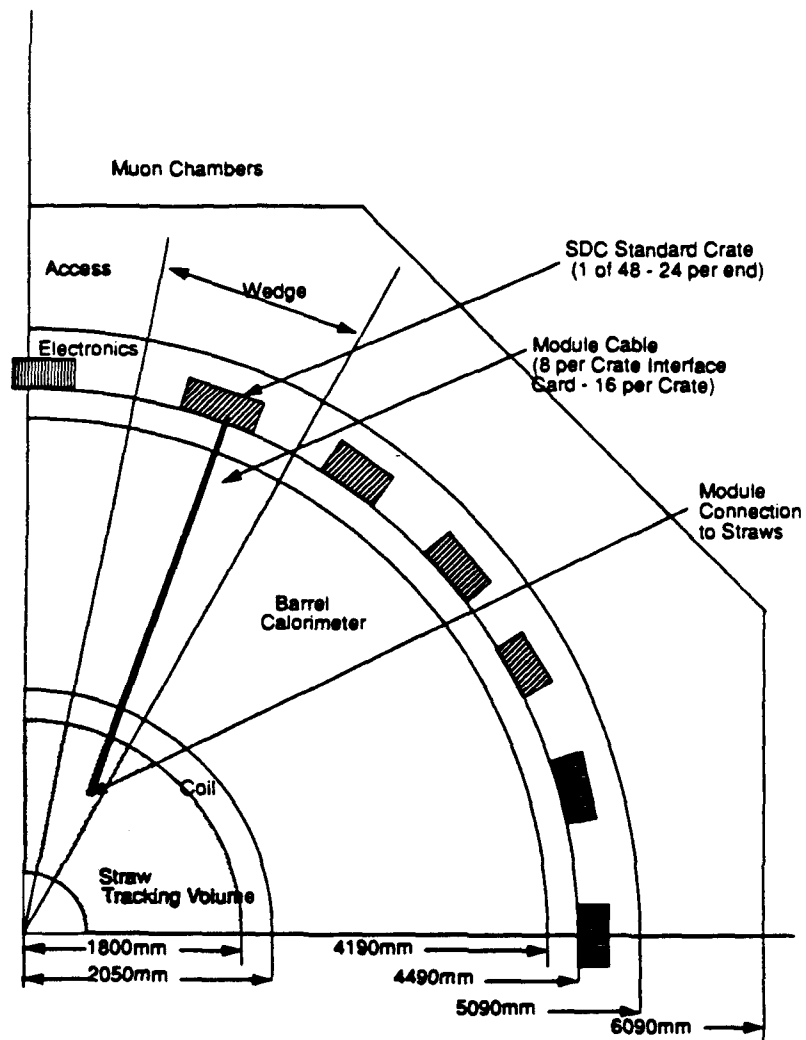 Muon Chambers
Access
Wedge
SDC Standard Crate
(1 of 48 - 24 per end)
Electronics
Module Cable
(8 per Crate Interface
Card - 16 per Crate)
Module
Connection
to Straws
Barrel
Calorimeter
Coil
Straw
Tracking Volume
1800mm
4190mm
2050mm
4490mm
5090mm
6090mm